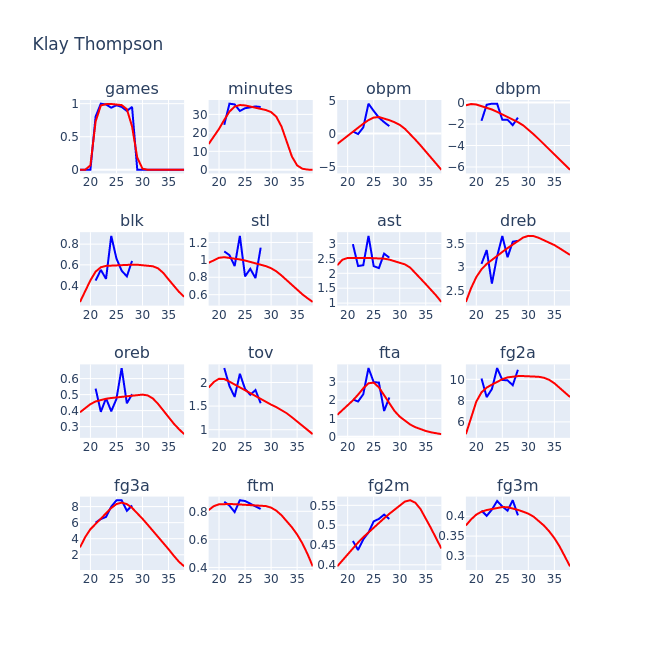 Klay Thompson
games minutes obpm dbpm
1 0.5 0
30 20 10 0
5 0 −5
0 −2 −4 −6
20 25 30 35 20 25 30 35 20 25 30 35 20 25 30 35
blk stl ast dreb
0.8 0.6 0.4
1.2 1 0.8 0.6
3 2.5 2 1.5 1
3.5 3 2.5
20 25 30 35 20 25 30 35 20 25 30 35 20 25 30 35
oreb tov fta fg2a
0.6 0.5 0.4 0.3
2 1.5 1
3 2 1 0
10 8 6
20 25 30 35 20 25 30 35 20 25 30 35 20 25 30 35
fg3a ftm fg2m fg3m
8 6 4 2
0.8 0.6 0.4
0.55 0.5 0.45 0.4
0.4 0.35 0.3
20 25 30 35 20 25 30 35 20 25 30 35 20 25 30 35